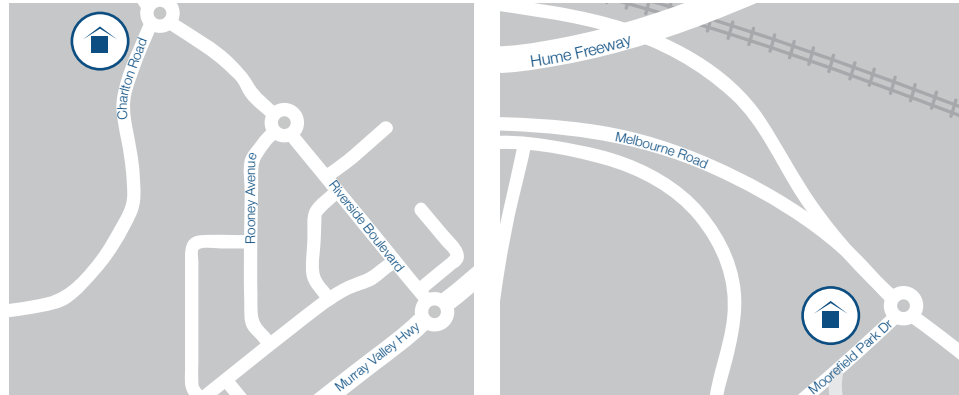 Charlton Road
Rooney Avenue
Riverside Boulevard
Murray Valley Hwy
Hume Freeway
Melbourne Road
Moorefield Park Dr